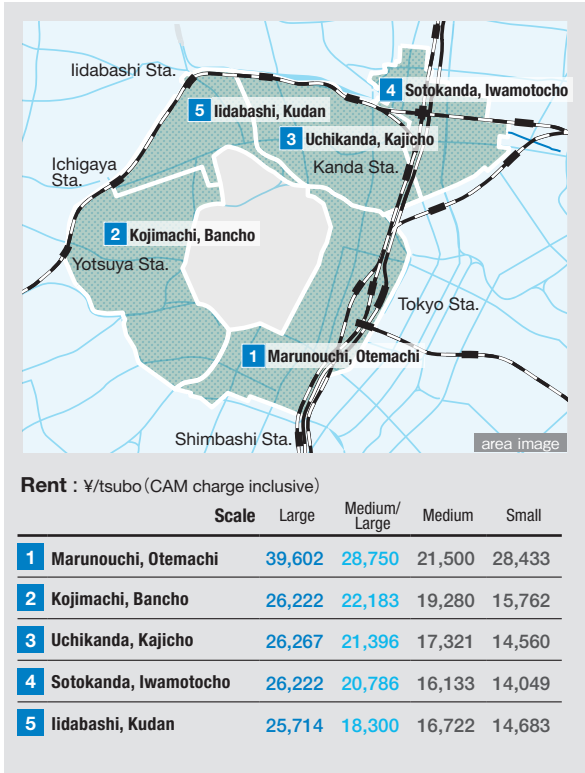 Iidabashi Sta.
4 Sotokanda, Iwamotocho
5 Iidabashi, Kudan
3 Uchikanda, Kajicho
Ichigaya
Sta.
Kanda Sta.
2 Kojimachi, Bancho
Yotsuya Sta.
Tokyo Sta.
1 Marunouchi, Otemachi
Shimbashi Sta.
area image
Rent : ¥/tsubo (CAM charge inclusive)
Scale Large Medium/ Medium Small
Large
1 Marunouchi, Otemachi 39,602 28,750 21,500 28,433
2 Kojimachi, Bancho 26,222 22,183 19,280 15,762
3 Uchikanda, Kajicho 26,267 21,396 17,321 14,560
4 Sotokanda, Iwamotocho 26,222 20,786 16,133 14,049
5 Iidabashi, Kudan 25,714 18,300 16,722 14,683